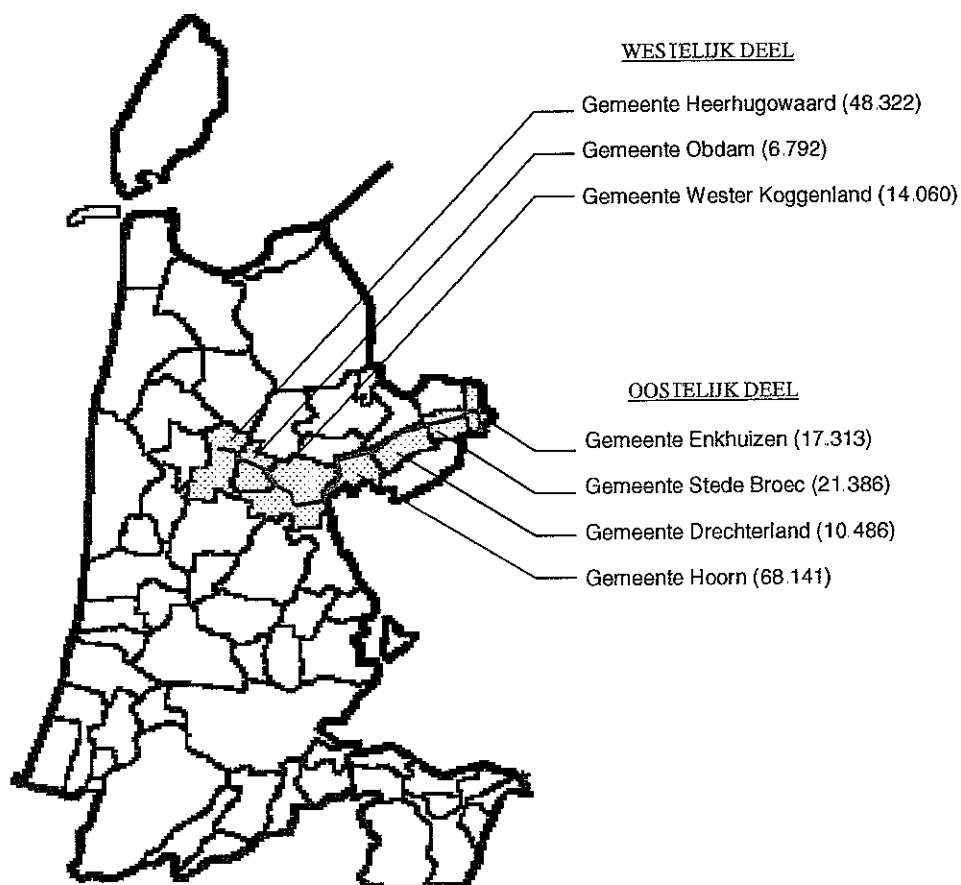 WESTELIJK DEEL
Gemeente Heerhugowaard (48.322)
Gemeente Obdam (6.792)
Gemeente Wester Koggenland (14.060)
OOSTELIJK DEEL
Gemeente Enkhuizen (17.313)
Gemeente Stede Broec (21.386)
Gemeente Drechterland (10.486)
Gemeente Hoorn (68.141)